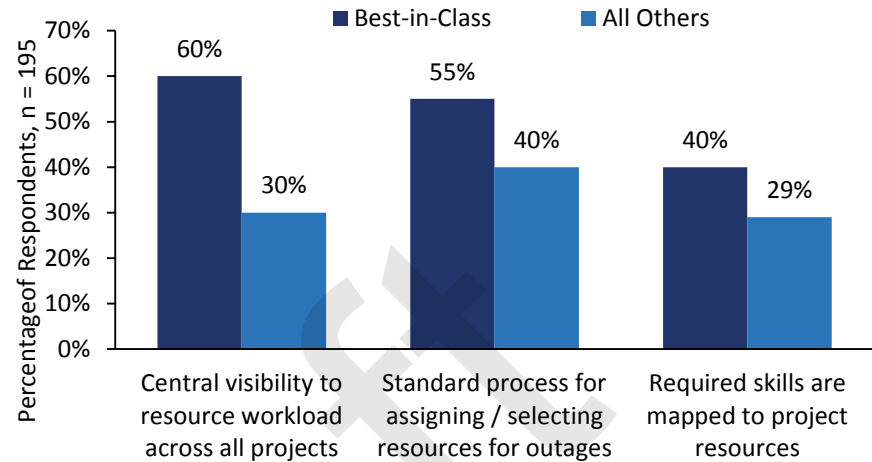 Best-in-Class All Others
Percentageof Respondents, n = 195
70%
60%
50%
40%
30%
20%
10%
0%
60%
30%
55%
40%
40%
29%
Central visibility to
resource workload
across all projects
Standard process for
assigning / selecting
resources for outages
Required skills are
mapped to project
resources
ft